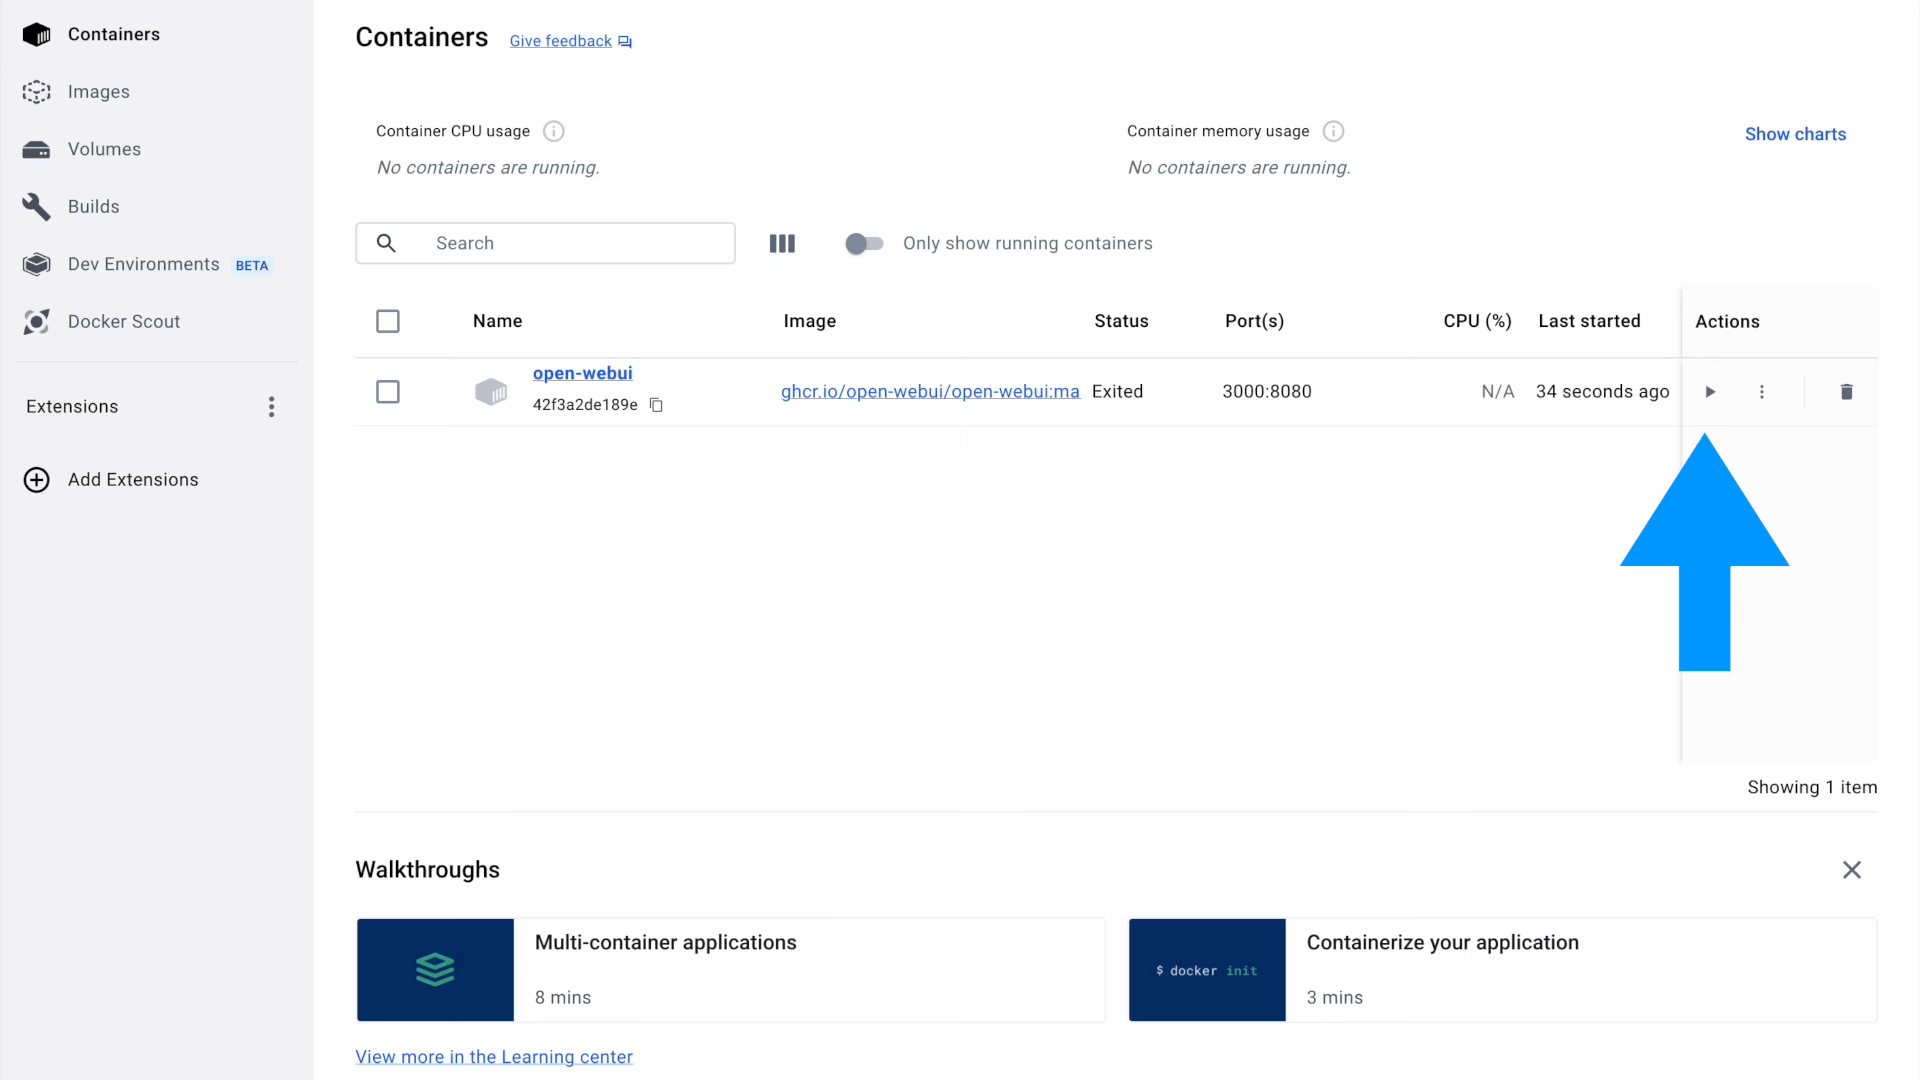 Containers
Images
Volumes
Builds
Dev Environments BETA
Docker Scout
Extensions
Add Extensions
Containers Give feedback
Container CPU usage
No containers are running.
Container memory usage
No containers are running.
Show charts
Search
Only show running containers
Name Image Status Port(s) CPU (%) Last started Actions
open-webui
42f3a2de189e
ghcr.io/open-webui/open-webui:ma Exited 3000:8080 N/A 34 seconds ago
Showing 1 item
Walkthroughs
Multi-container applications
8 mins
$ docker init
Containerize your application
3 mins
View more in the Learning center